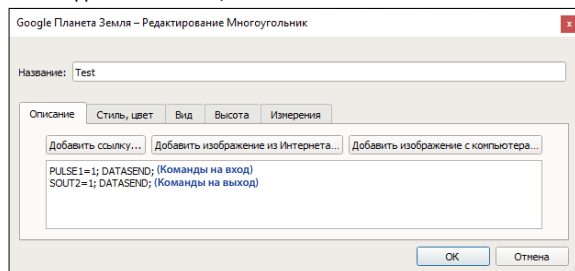 Google Планета Земля – Редактирование Многоугольник
x
Название: Test
Описание Стиль, цвет Вид Высота Измерения
Добавить ссылку... Добавить изображение из Интернета... Добавить изображение с компьютера...
PULSE1=1; DATASEND; (Команды на вход)
SOUT2=1; DATASEND; (Команды на выход)
OK Отмена